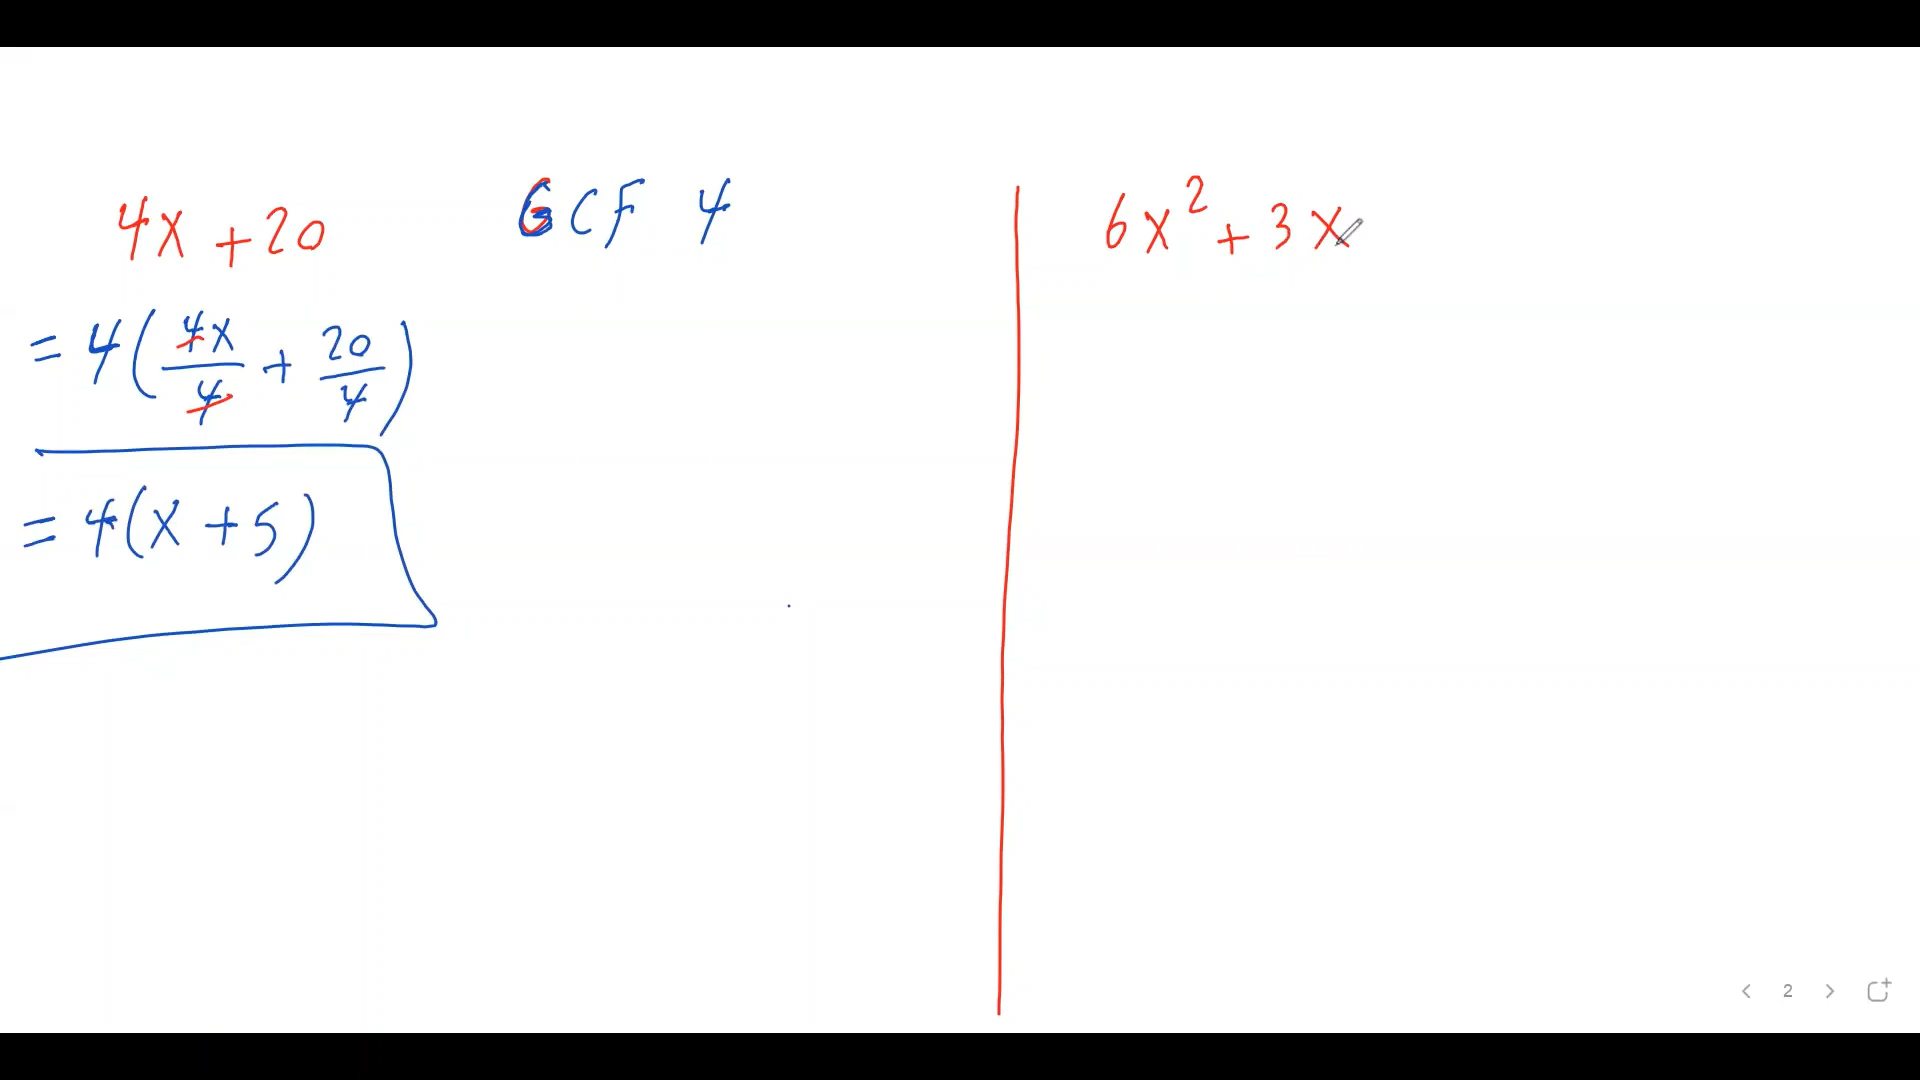 4x + 20 GCF 4
= 4(4x/4 + 20/4)
= 4(x + 5)
6x² + 3x
2